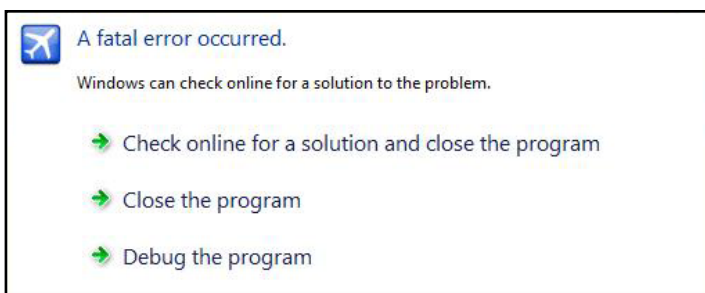 A fatal error occurred.
Windows can check online for a solution to the problem.
Check online for a solution and close the program
Close the program
Debug the program